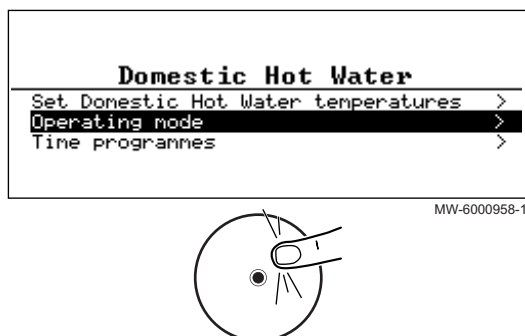 Domestic Hot Water
Set Domestic Hot Water temperatures >
Operating mode >
Time programmes >
MW-6000958-1